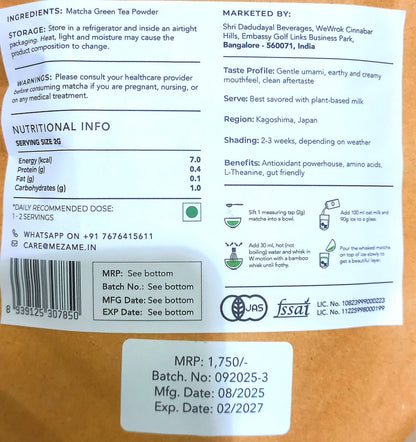 INGREDIENTS: Matcha Green Tea Powder
STORAGE: Store in a refrigerator and inside an airtight
packaging. Heat, light and moisture may cause the
product composition to change.
WARNINGS: Please consult your healthcare provider
before consuming matcha if you are pregnant, nursing, or
on any medical treatment.
NUTRITIONAL INFO
SERVING SIZE 2G
Energy (kcal) 7.0
Protein (g) 0.4
Fat (g) 0.1
Carbohydrates (g) 1.0
*DAILY RECOMMENDED DOSE:
1 - 2 SERVINGS
WHATSAPP ON +91 7676415611
CARE@MEZAME.IN
8 939125 307850
MRP: See bottom
Batch No.: See bottom
MFG Date: See bottom
EXP Date: See bottom
MARKETED BY:
Shri Dadudayal Beverages, WeWrok Cinnabar
Hills, Embassy Golf Links Business Park,
Bangalore - 560071, India
Taste Profile: Gentle umami, earthy and creamy
mouthfeel, clean aftertaste
Serve: Best savored with plant-based milk
Region: Kagoshima, Japan
Shading: 2-3 weeks, depending on weather
Benefits: Antioxidant powerhouse, amino acids,
L-Theanine, gut friendly
Sift 1 measuring tsp (2g)
matcha into a bowl.
Add 100 ml oat milk and
90g ice to a glass.
Add 30 ml, hot (not
boiling) water and whisk in
W motion with a bamboo
whisk until frothy.
Pour the whisked matcha
on top of ice slowly to
get a beautiful layer.
JAS
fssai
LIC. No. 10823999000223
LIC. No. 11225998000199
MRP: 1,750/-
Batch. No: 092025-3
Mfg. Date: 08/2025
Exp. Date: 02/2027